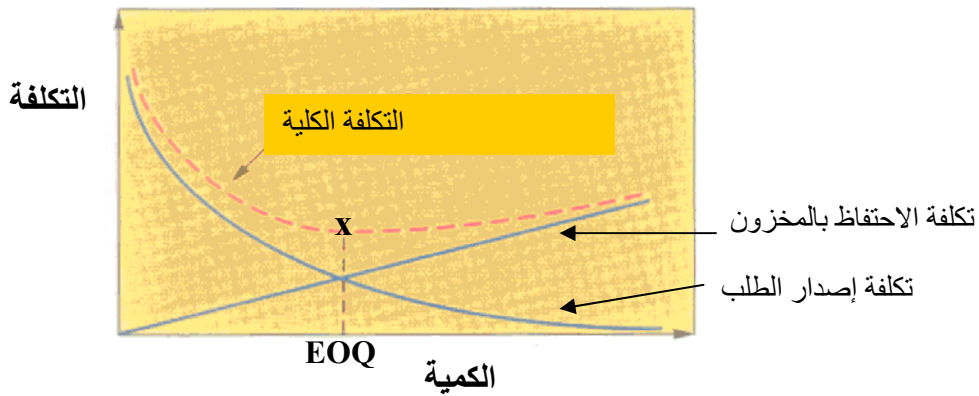 التكلفة
التكلفة الكلية
x
تكلفة الاحتفاظ بالمخزون
تكلفة إصدار الطلب
EOQ
الكمية